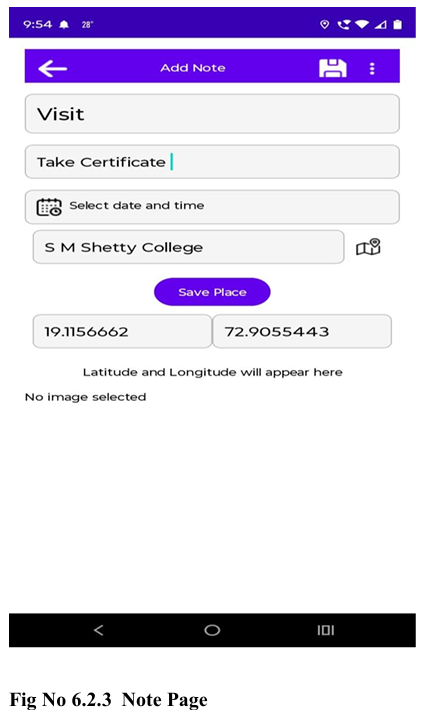 9:54 28°
Add Note
Visit
Take Certificate
Select date and time
S M Shetty College
Save Place
19.1156662 72.9055443
Latitude and Longitude will appear here
No image selected
Fig No 6.2.3 Note Page